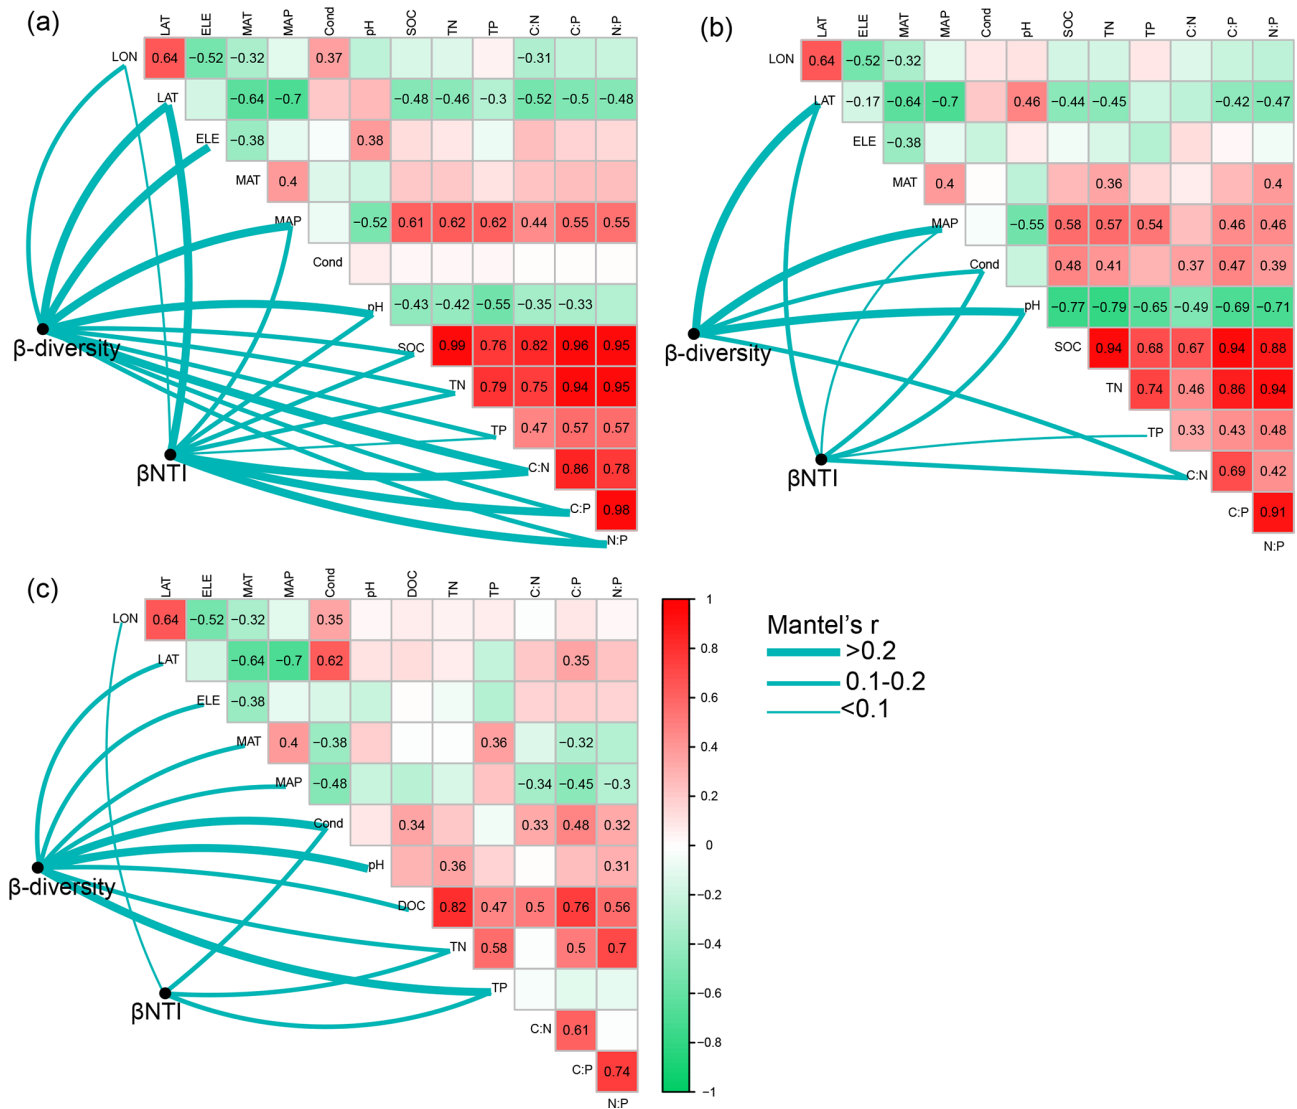 (a)
LAT ELE MAT MAP Cond pH SOC TN TP C:N C:P N:P
LON 0.64 −0.52 −0.32 0.37 −0.31
LAT −0.64 −0.7 −0.48 −0.46 −0.3 −0.52 −0.5 −0.48
ELE −0.38 0.38
MAT 0.4
MAP −0.52 0.61 0.62 0.62 0.44 0.55 0.55
Cond
pH −0.43 −0.42 −0.55 −0.35 −0.33
SOC 0.99 0.76 0.82 0.96 0.95
TN 0.79 0.75 0.94 0.95
TP 0.47 0.57 0.57
C:N 0.86 0.78
C:P 0.98
N:P
β-diversity
βNTI
(b)
LAT ELE MAT MAP Cond pH SOC TN TP C:N C:P N:P
LON 0.64 −0.52 −0.32
LAT −0.17 −0.64 −0.7 0.46 −0.44 −0.45 −0.42 −0.47
ELE −0.38
MAT 0.4 0.36 0.4
MAP −0.55 0.58 0.57 0.54 0.46 0.46
Cond 0.48 0.41 0.37 0.47 0.39
pH −0.77 −0.79 −0.65 −0.49 −0.69 −0.71
SOC 0.94 0.68 0.67 0.94 0.88
TN 0.74 0.46 0.86 0.94
TP 0.33 0.43 0.48
C:N 0.69 0.42
C:P 0.91
N:P
β-diversity
βNTI
(c)
LAT ELE MAT MAP Cond pH DOC TN TP C:N C:P N:P
LON 0.64 −0.52 −0.32 0.35
LAT −0.64 −0.7 0.62 0.35
ELE −0.38
MAT 0.4 −0.38 0.36 −0.32
MAP −0.48 −0.34 −0.45 −0.3
Cond 0.34 0.33 0.48 0.32
pH 0.36 0.31
DOC 0.82 0.47 0.5 0.76 0.56
TN 0.58 0.5 0.7
TP
C:N 0.61
C:P 0.74
N:P
β-diversity
βNTI
1
0.8
0.6
0.4
0.2
0
−0.2
−0.4
−0.6
−0.8
−1
Mantel's r
>0.2
0.1-0.2
<0.1